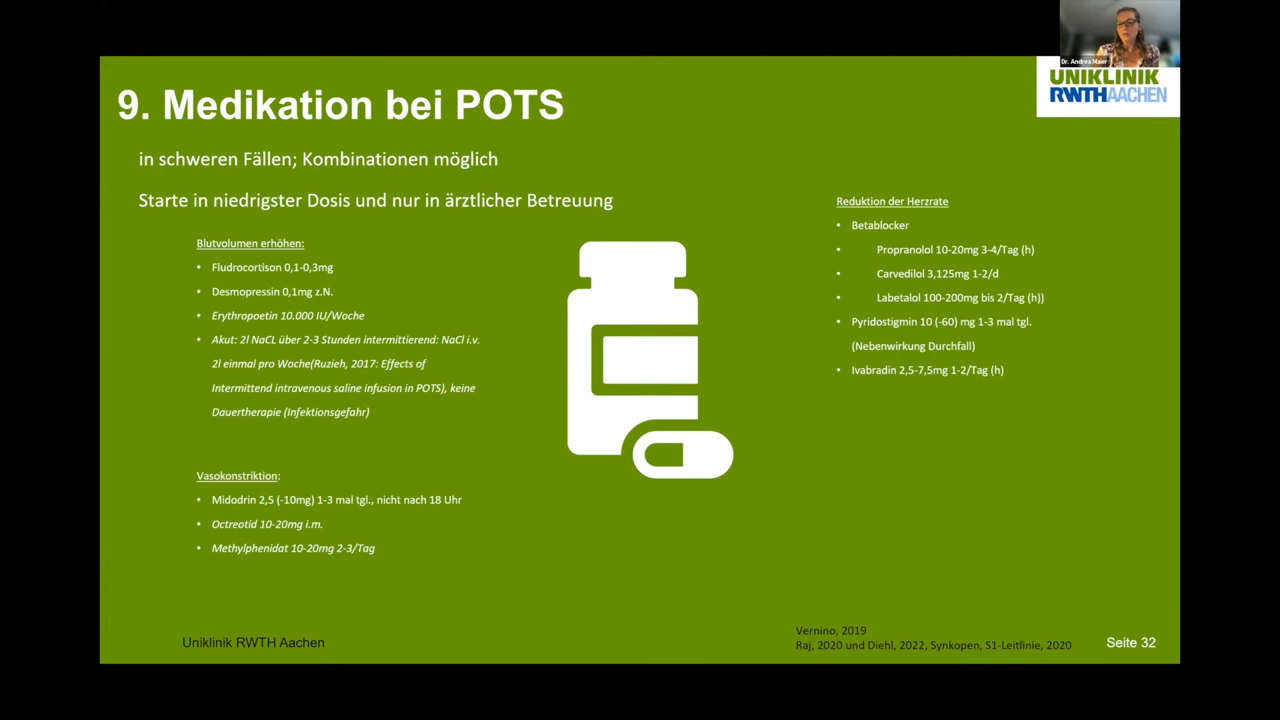 Dr. Andrea Maier
UNIKLINIK
RWTHAACHEN
9. Medikation bei POTS
in schweren Fällen; Kombinationen möglich
Starte in niedrigster Dosis und nur in ärztlicher Betreuung
Blutvolumen erhöhen:
• Fludrocortison 0,1-0,3mg
• Desmopressin 0,1mg z.N.
• Erythropoetin 10.000 IU/Woche
• Akut: 2l NaCL über 2-3 Stunden intermittierend: NaCl i.v.
2l einmal pro Woche(Ruzieh, 2017: Effects of
Intermittend intravenous saline infusion in POTS), keine
Dauertherapie (Infektionsgefahr)
Vasokonstriktion:
• Midodrin 2,5 (-10mg) 1-3 mal tgl., nicht nach 18 Uhr
• Octreotid 10-20mg i.m.
• Methylphenidat 10-20mg 2-3/Tag
Reduktion der Herzrate
• Betablocker
• Propranolol 10-20mg 3-4/Tag (h)
• Carvedilol 3,125mg 1-2/d
• Labetalol 100-200mg bis 2/Tag (h))
• Pyridostigmin 10 (-60) mg 1-3 mal tgl.
(Nebenwirkung Durchfall)
• Ivabradin 2,5-7,5mg 1-2/Tag (h)
Uniklinik RWTH Aachen
Vernino, 2019
Raj, 2020 und Diehl, 2022, Synkopen, S1-Leitlinie, 2020
Seite 32